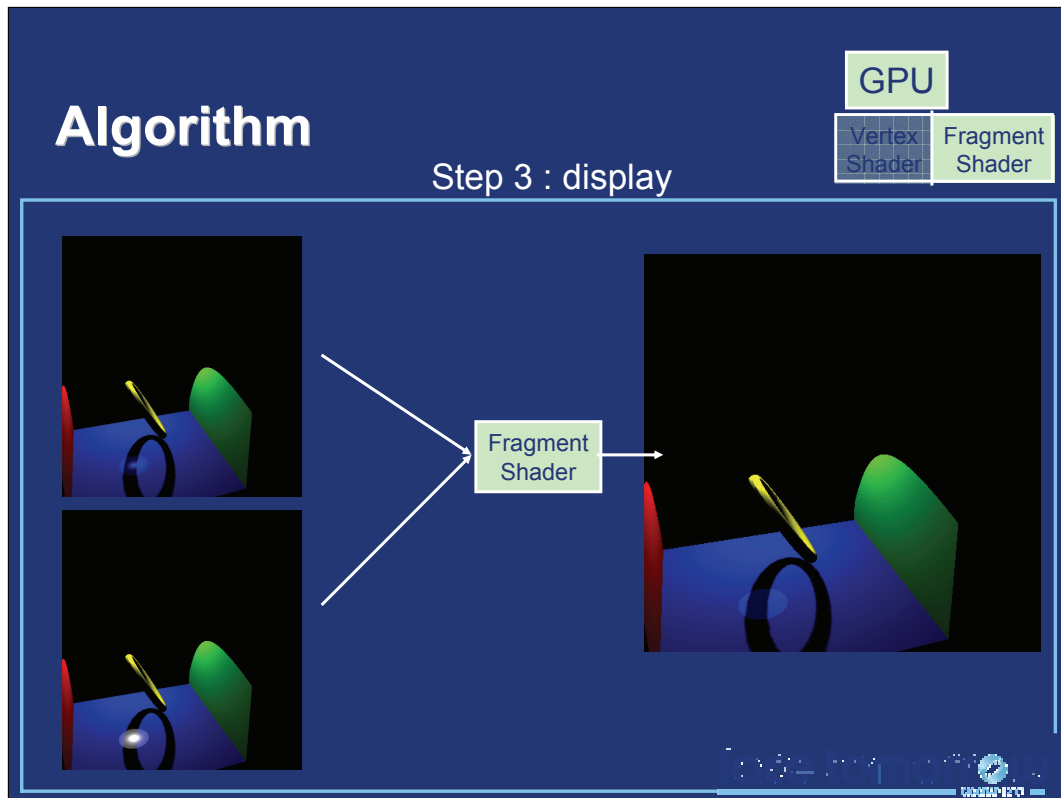 Algorithm
GPU
Vertex
Shader
Fragment
Shader
Step 3 : display
Fragment
Shader